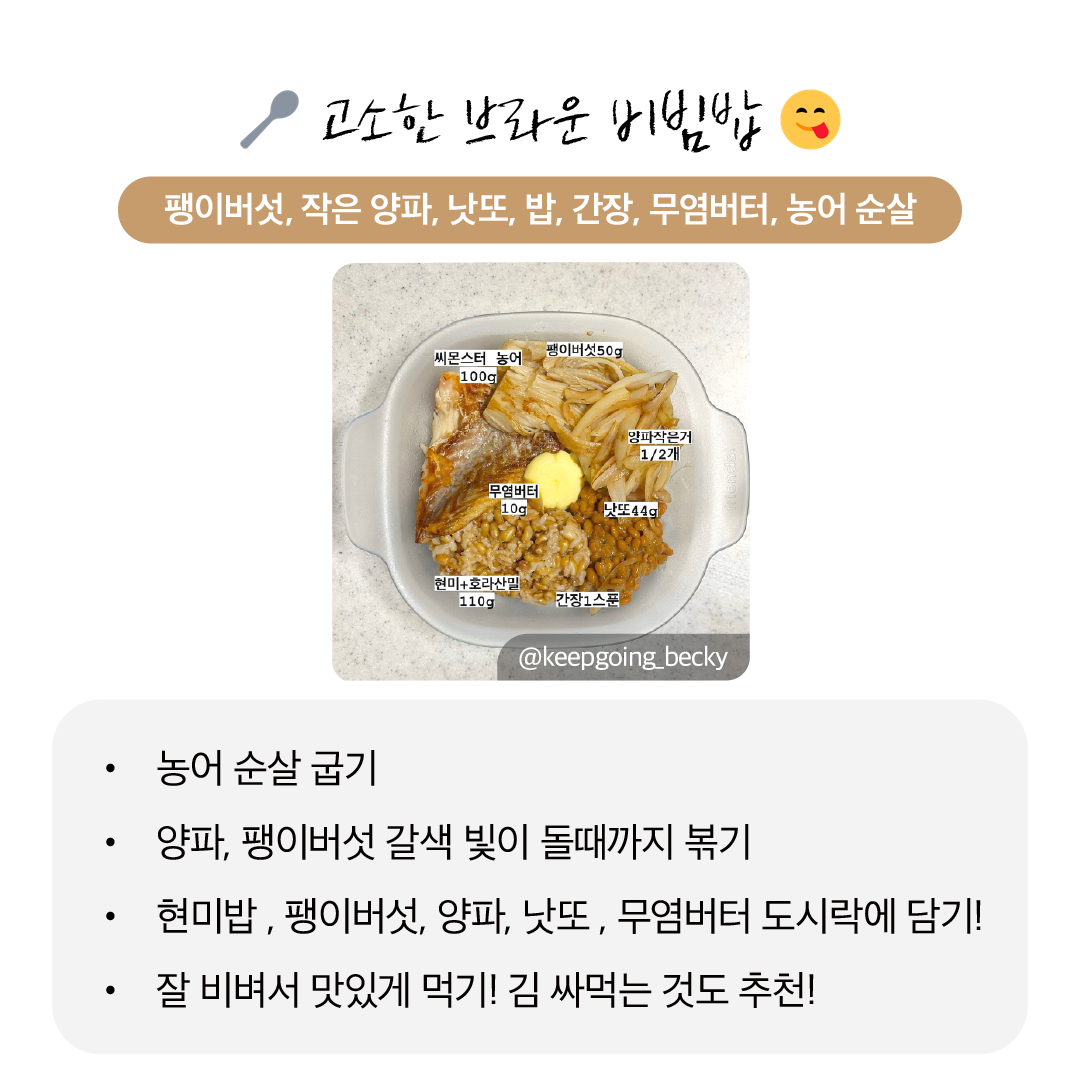 고소한 브라운 비빔밥
팽이버섯, 작은 양파, 낫또, 밥, 간장, 무염버터, 농어 순살
씨몬스터 농어
100g
팽이버섯50g
양파작은거
1/2개
무염버터
10g
낫또44g
현미+호라산밀
110g
간장1스푼
@keepgoing_becky
• 농어 순살 굽기
• 양파, 팽이버섯 갈색 빛이 돌때까지 볶기
• 현미밥 , 팽이버섯, 양파, 낫또 , 무염버터 도시락에 담기!
• 잘 비벼서 맛있게 먹기! 김 싸먹는 것도 추천!